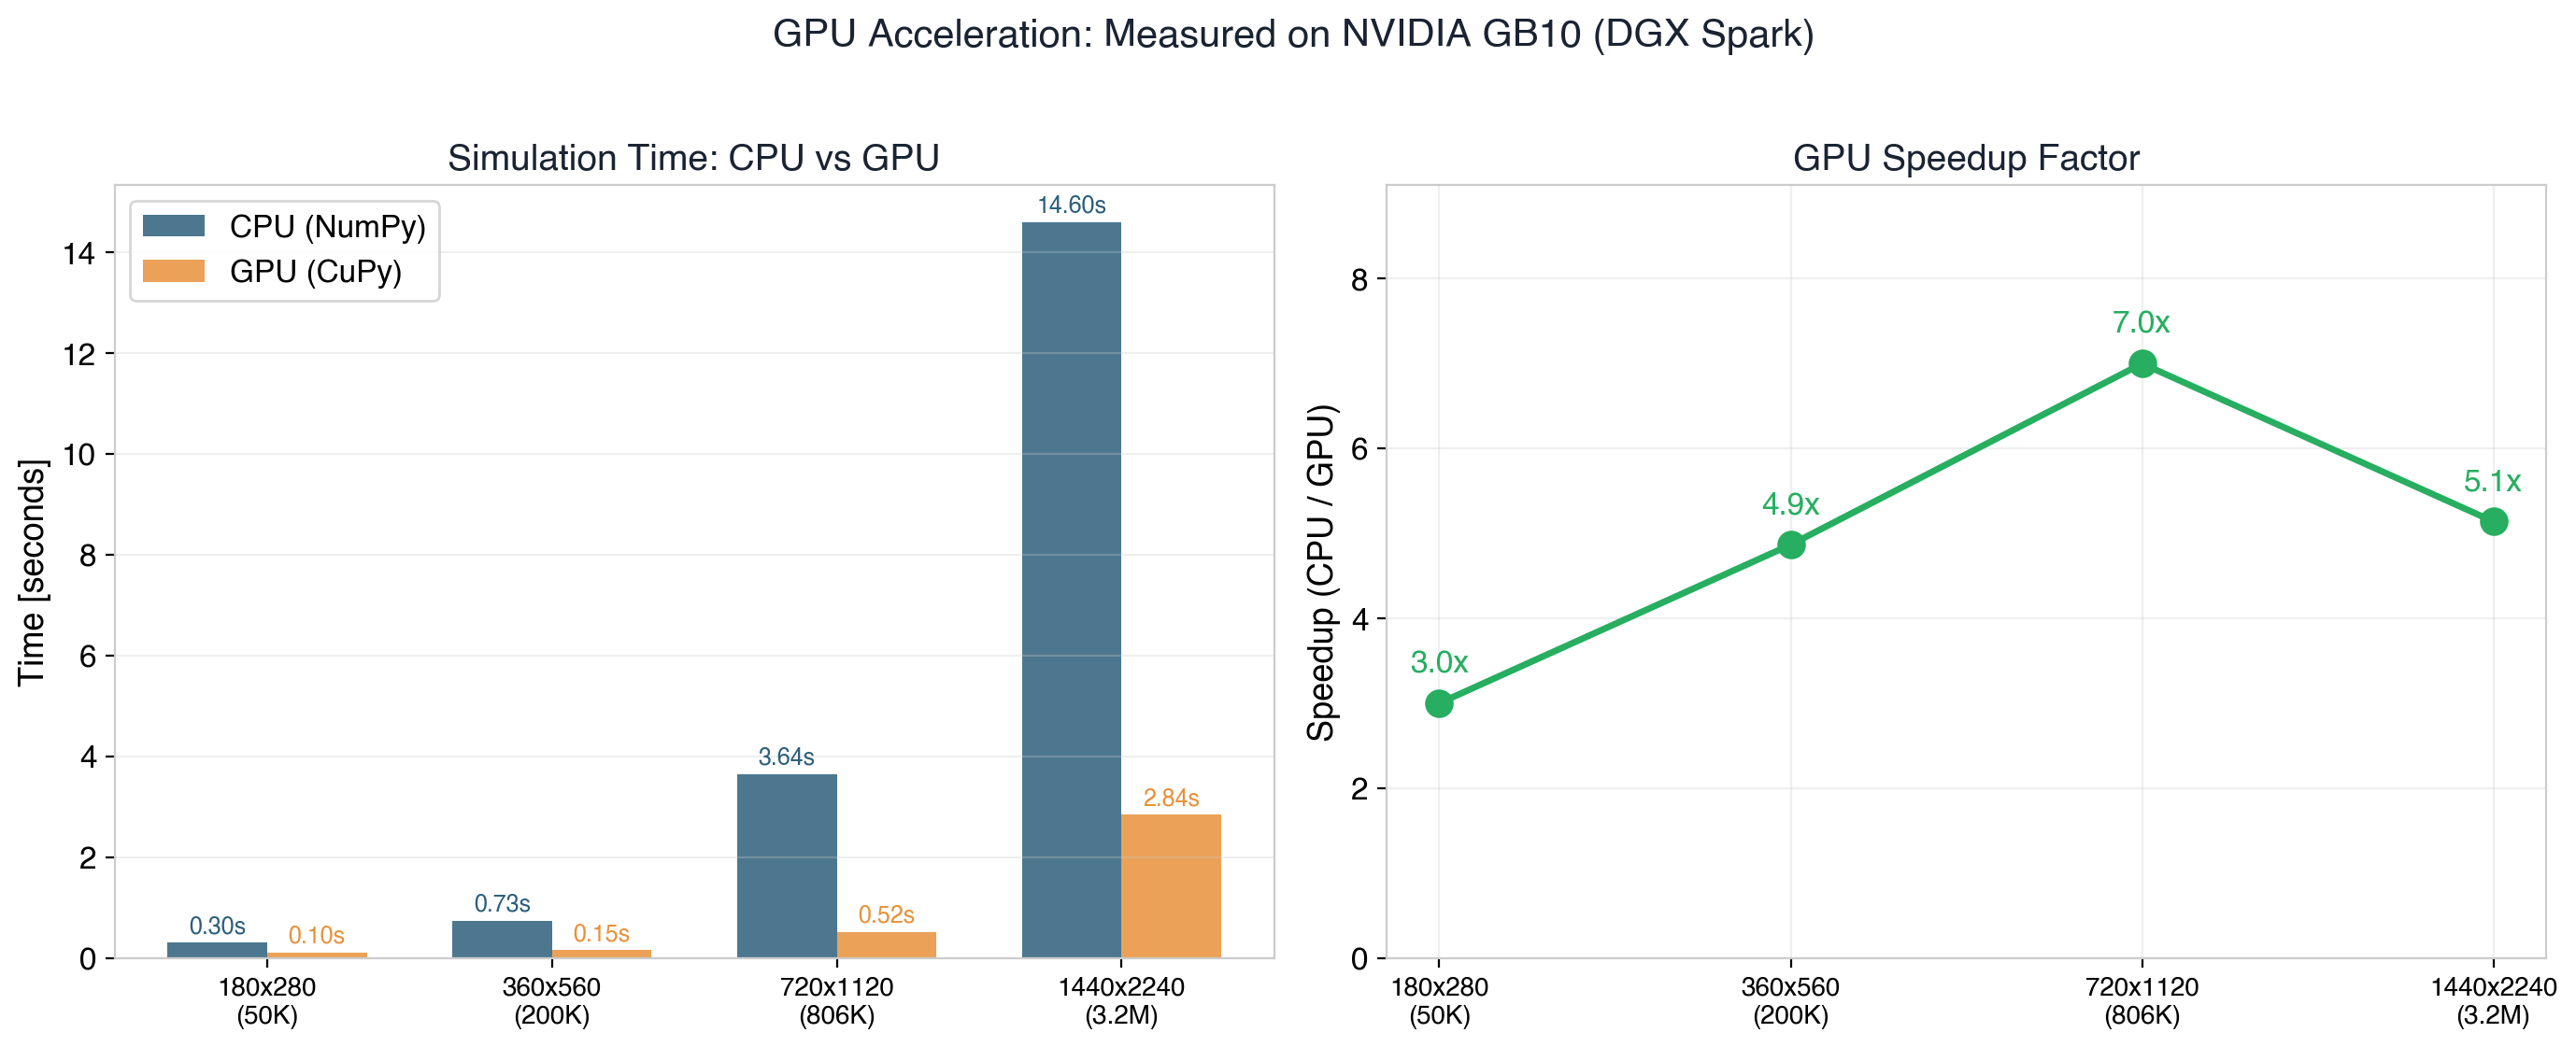 GPU Acceleration: Measured on NVIDIA GB10 (DGX Spark)
Simulation Time: CPU vs GPU
CPU (NumPy)
GPU (CuPy)
Time [seconds]
14
12
10
8
6
4
2
0
0.30s
0.10s
0.73s
0.15s
3.64s
0.52s
14.60s
2.84s
180x280
(50K)
360x560
(200K)
720x1120
(806K)
1440x2240
(3.2M)
GPU Speedup Factor
Speedup (CPU / GPU)
8
6
4
2
0
3.0x
4.9x
7.0x
5.1x
180x280
(50K)
360x560
(200K)
720x1120
(806K)
1440x2240
(3.2M)